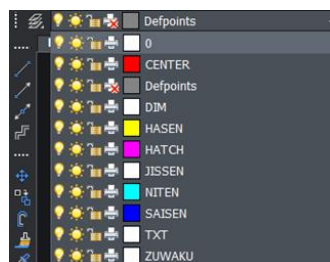 Defpoints
0
CENTER
Defpoints
DIM
HASEN
HATCH
JISSEN
NITEN
SAISEN
TXT
ZUWAKU